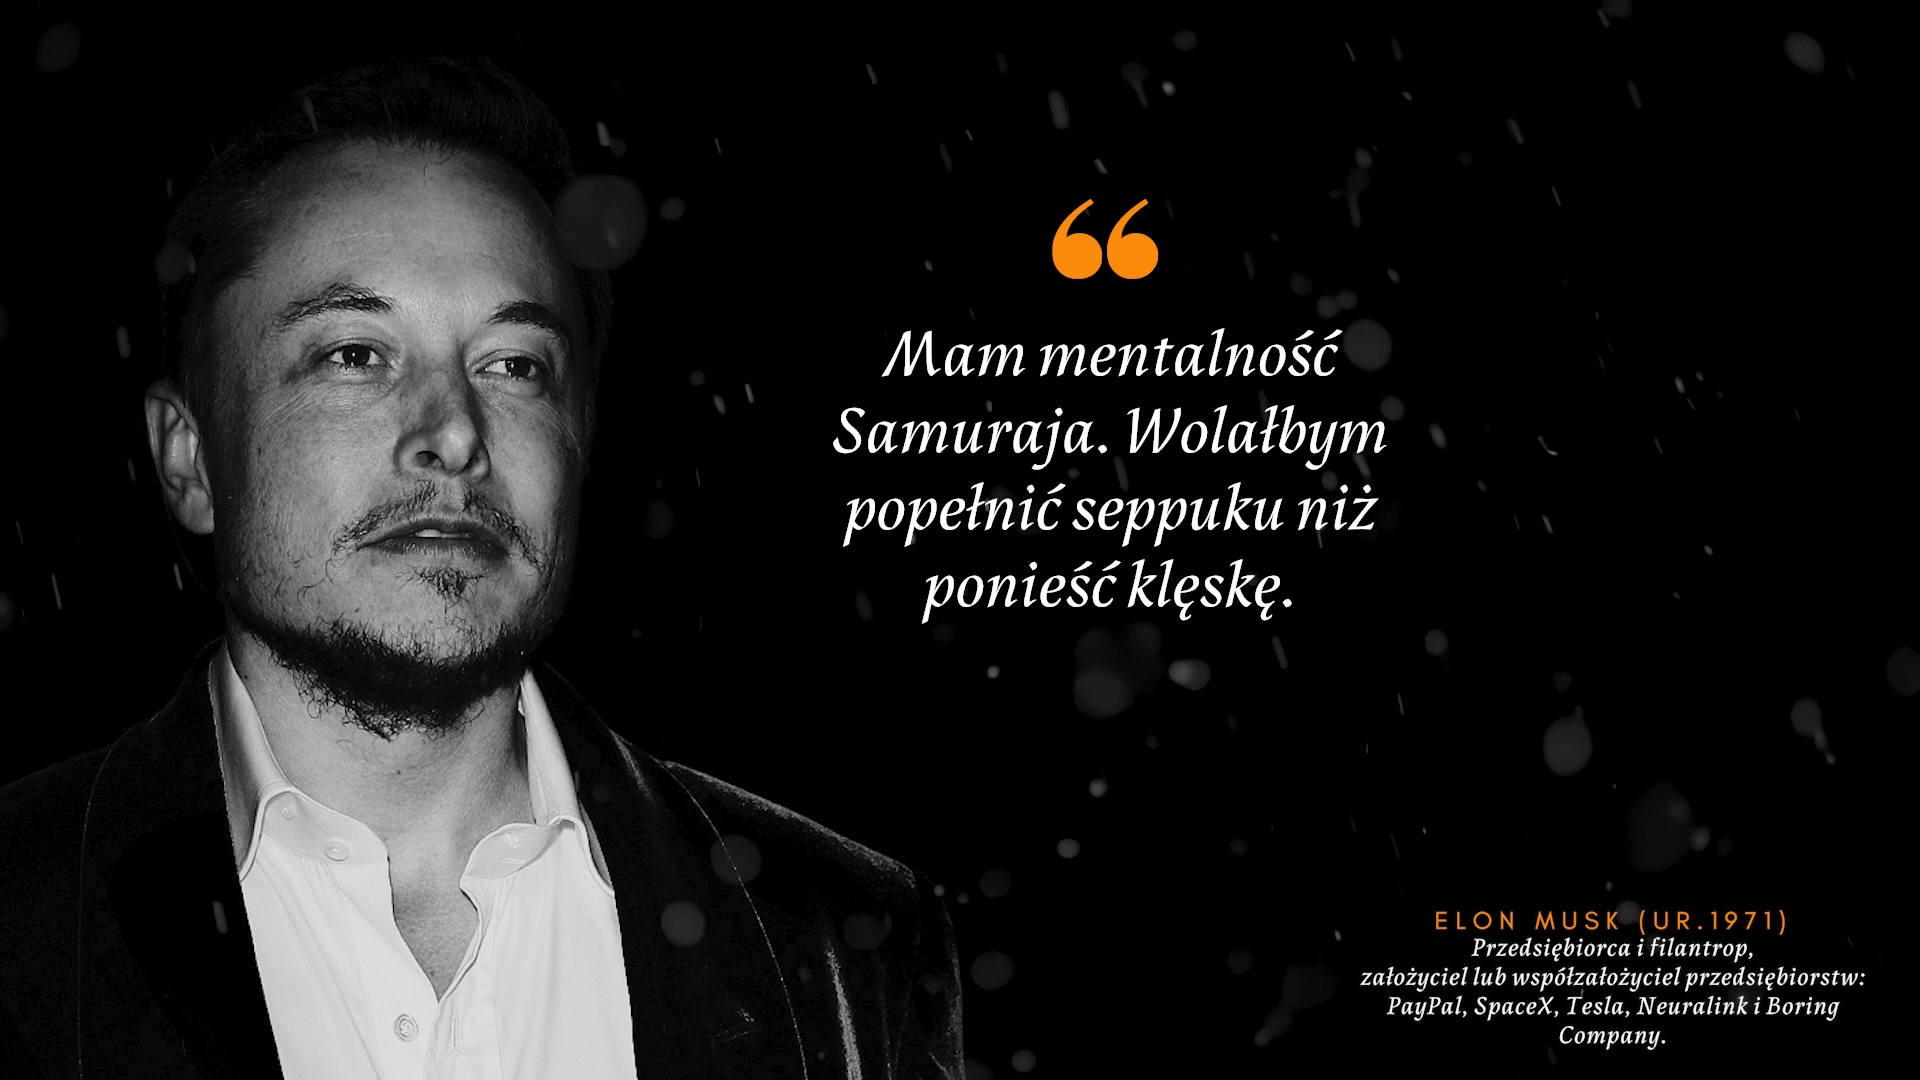 “
Mam mentalność
Samuraja. Wolałbym
popełnić seppuku niż
ponieść klęskę.
ELON MUSK (UR.1971)
Przedsiębiorca i filantrop,
założyciel lub współzałożyciel przedsiębiorstw:
PayPal, SpaceX, Tesla, Neuralink i Boring
Company.